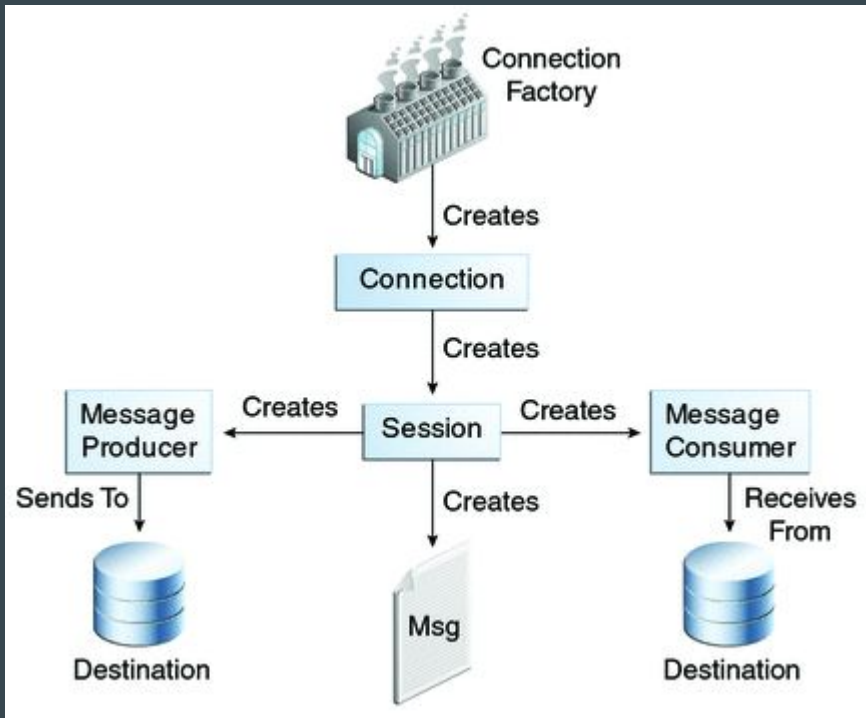 Connection
Factory
Creates
Connection
Creates
Message
Producer
Creates
Session
Creates
Message
Consumer
Sends To
Creates
Receives
From
Msg
Destination
Destination